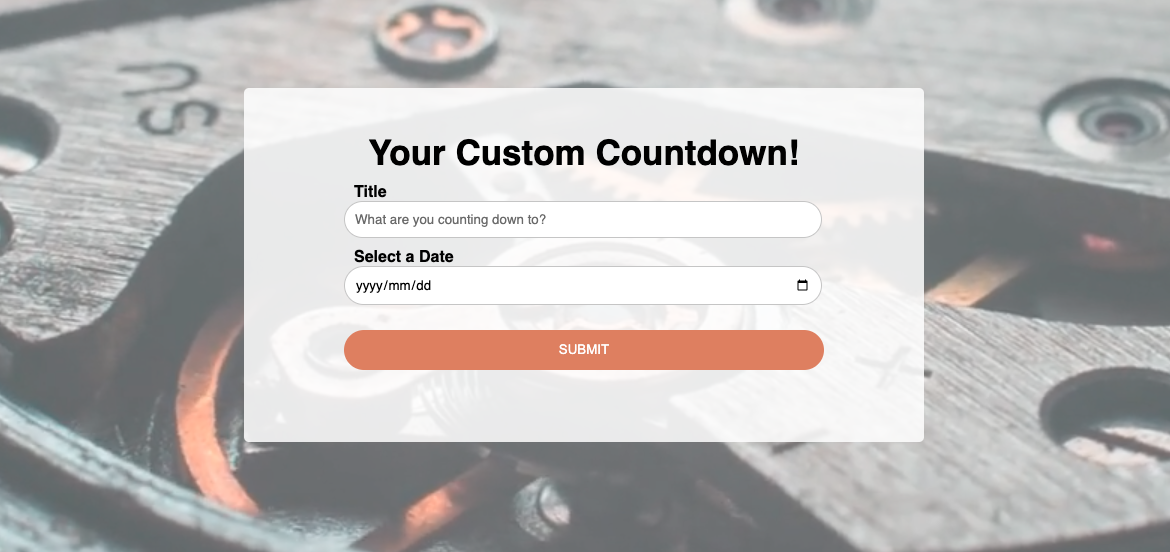 Your Custom Countdown!
Title
What are you counting down to?
Select a Date
yyyy/mm/dd
SUBMIT